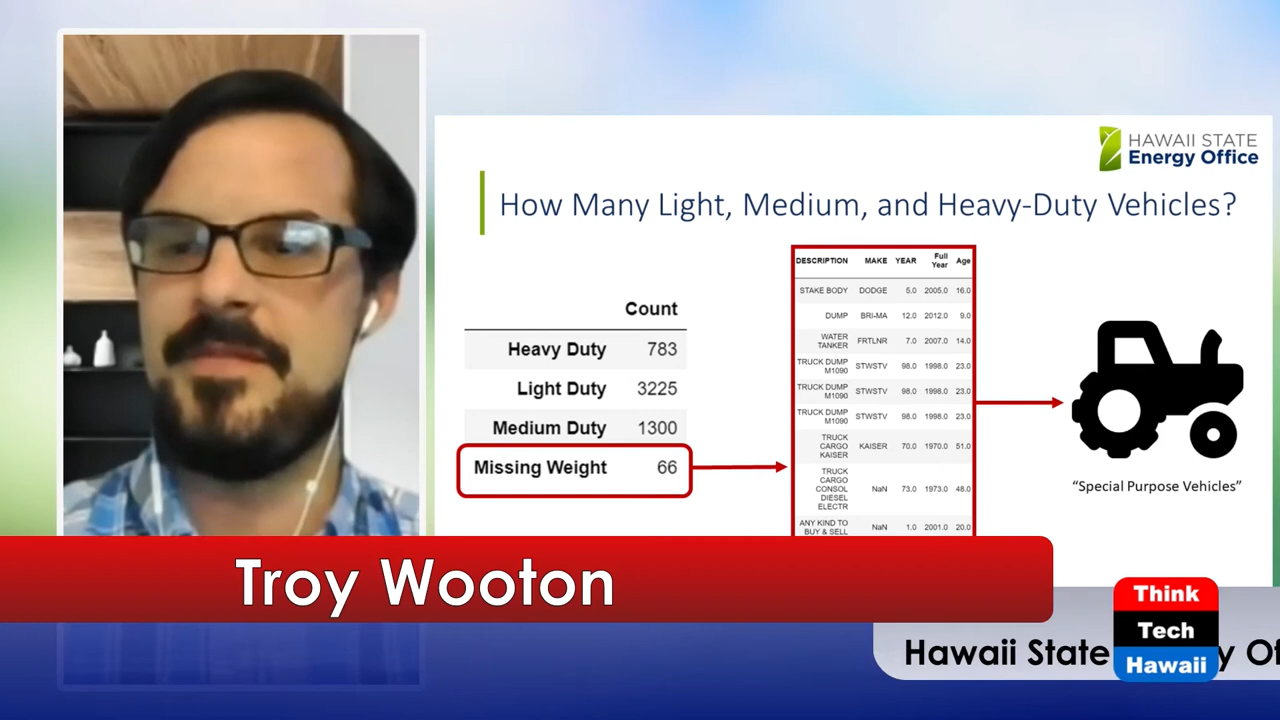 HAWAII STATE
Energy Office
How Many Light, Medium, and Heavy-Duty Vehicles?
Count
Heavy Duty 783
Light Duty 3225
Medium Duty 1300
Missing Weight 66
DESCRIPTION MAKE YEAR Full Year Age
STAKE BODY DODGE 5.0 2005.0 16.0
DUMP BRI-MA 12.0 2012.0 9.0
WATER
TANKER FRTLNR 7.0 2007.0 14.0
TRUCK DUMP
M1090 STWSTV 98.0 1998.0 23.0
TRUCK DUMP
M1090 STWSTV 98.0 1998.0 23.0
TRUCK DUMP
M1090 STWSTV 98.0 1998.0 23.0
TRUCK
CARGO
KAISER KAISER 70.0 1970.0 51.0
TRUCK
CARGO
CONSOL
DIESEL
ELECTR NaN 73.0 1973.0 48.0
ANY KIND TO
BUY & SELL NaN 1.0 2001.0 20.0
“Special Purpose Vehicles”
Troy Wooton
Hawaii State y Of
Think
Tech
Hawaii